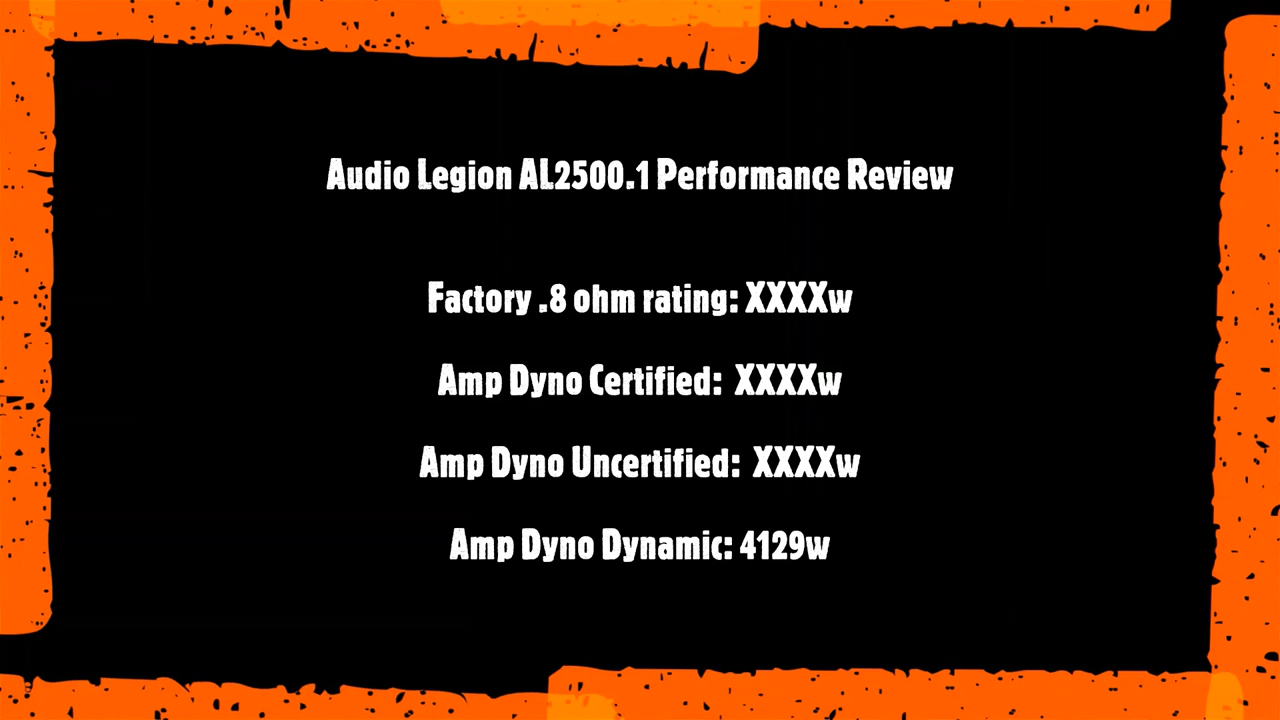 Audio Legion AL2500.1 Performance Review
Factory .8 ohm rating: XXXXw
Amp Dyno Certified: XXXXw
Amp Dyno Uncertified: XXXXw
Amp Dyno Dynamic: 4129w